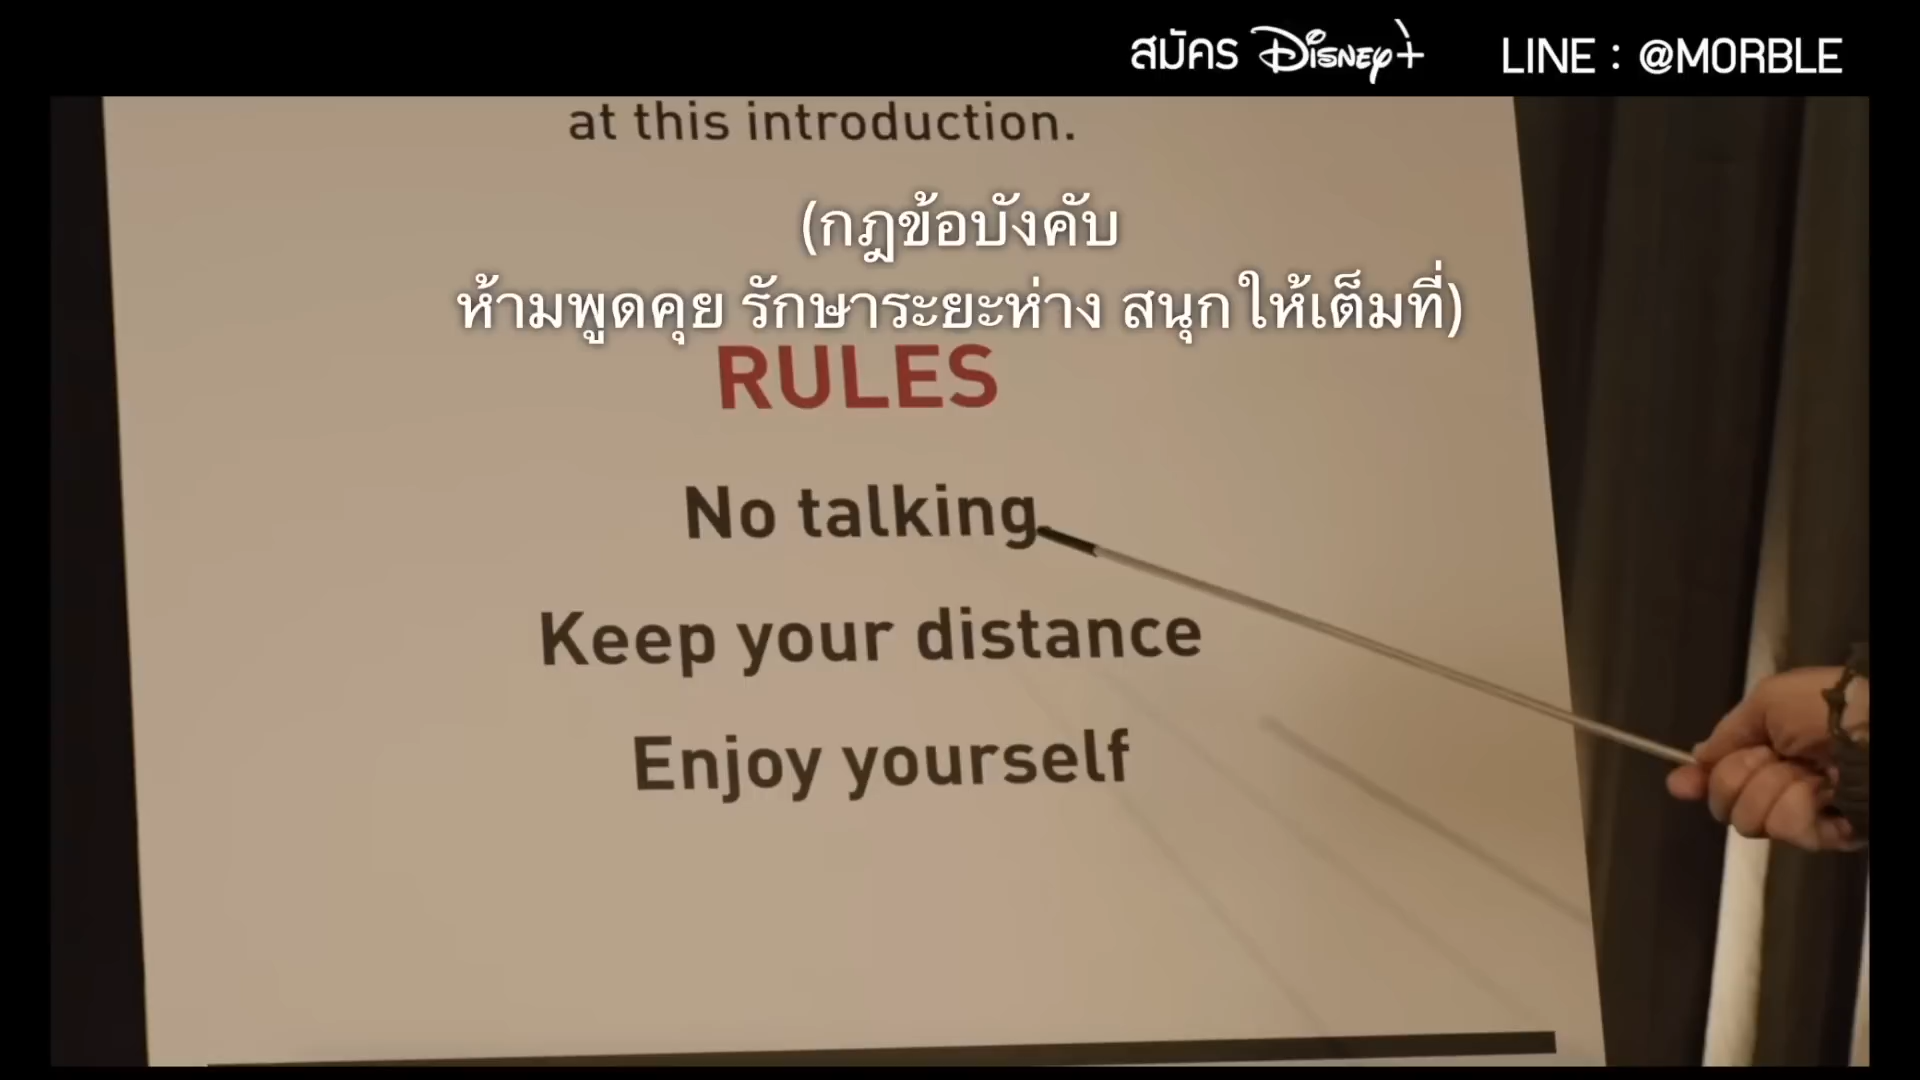 สมัคร Disney+ LINE : @MORBLE
at this introduction.
(กฎข้อบังคับ
ห้ามพูดคุย รักษาระยะห่าง สนุกให้เต็มที่)
RULES
No talking
Keep your distance
Enjoy yourself